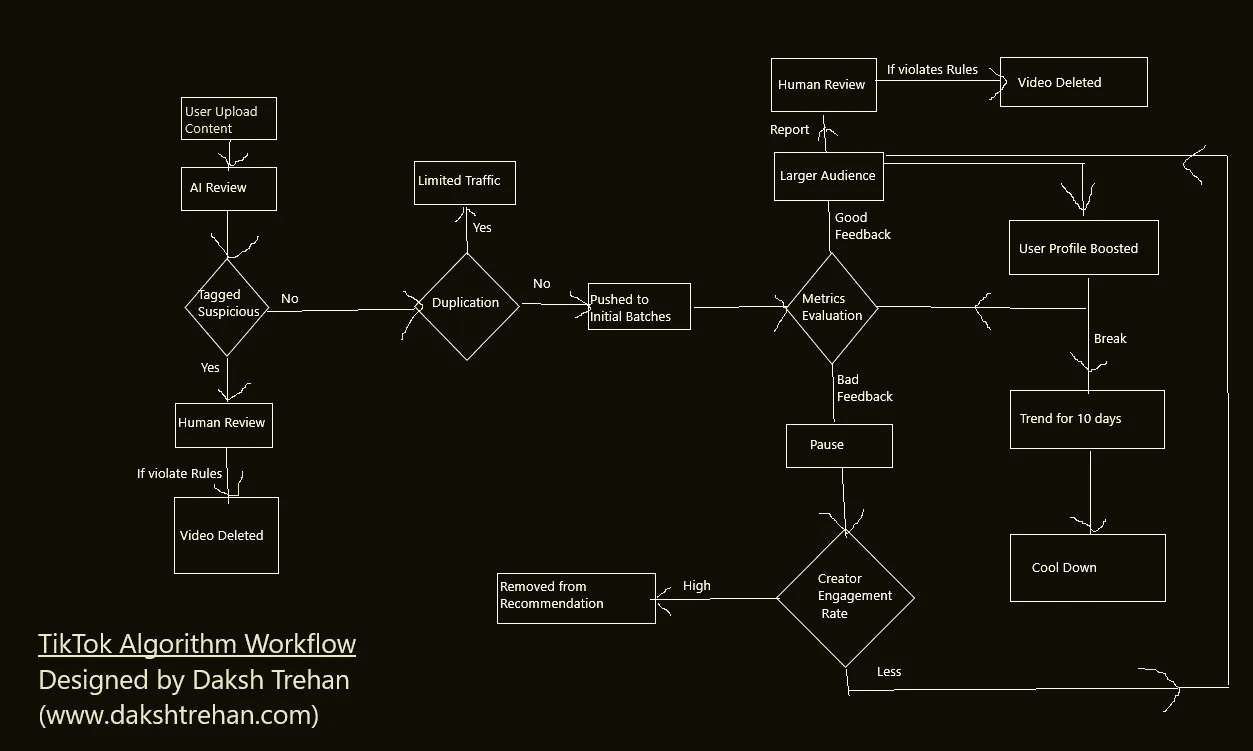 User Upload
Content
AI Review
Tagged
Suspicious
No
Yes
Human Review
If violate Rules
Video Deleted
Limited Traffic
Yes
Duplication
No
Pushed to
Initial Batches
Metrics
Evaluation
Good
Feedback
Larger Audience
Report
Human Review
If violates Rules
Video Deleted
User Profile Boosted
Break
Trend for 10 days
Cool Down
Bad
Feedback
Pause
Creator
Engagement
Rate
High
Removed from
Recommendation
Less
TikTok Algorithm Workflow
Designed by Daksh Trehan
(www.dakshtrehan.com)